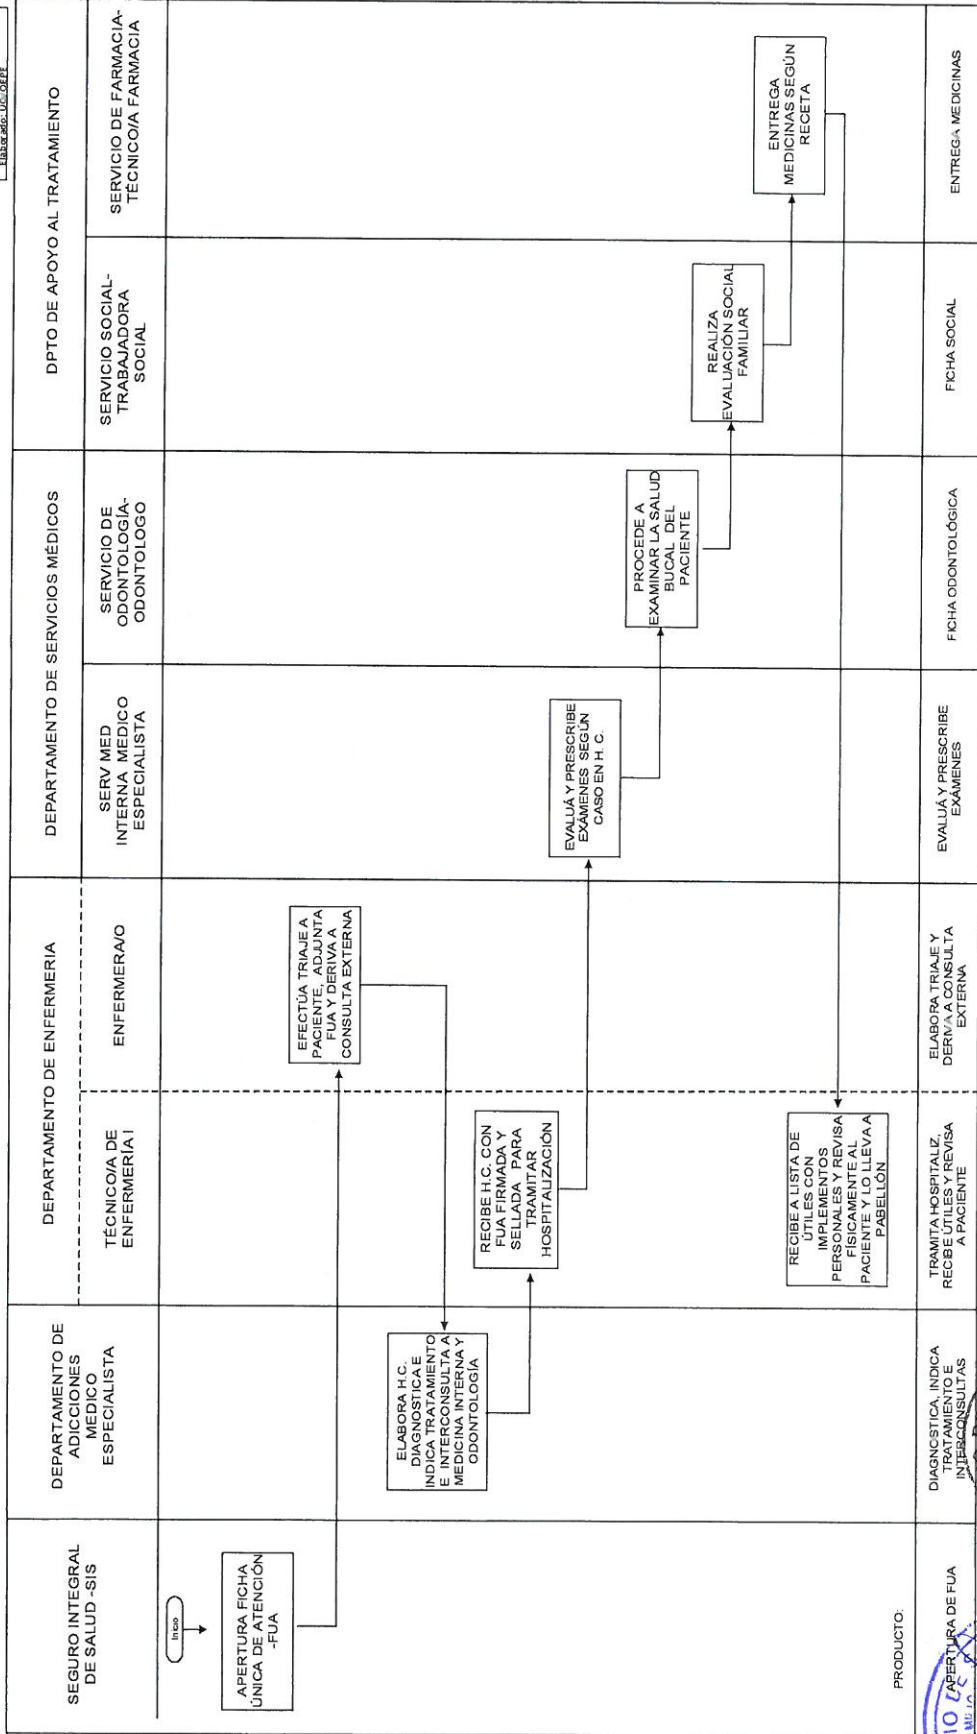 Elaborado: UC/OEPE
SEGURO INTEGRAL
DE SALUD -SIS
DEPARTAMENTO DE
ADICCIONES
MEDICO
ESPECIALISTA
DEPARTAMENTO DE ENFERMERIA
TÉCNICO/A DE
ENFERMERÍA I
ENFERMERA/O
DEPARTAMENTO DE SERVICIOS MÉDICOS
SERV MED
INTERNA MEDICO
ESPECIALISTA
SERVICIO DE
ODONTOLOGÍA-
ODONTOLOGO
DPTO DE APOYO AL TRATAMIENTO
SERVICIO SOCIAL-
TRABAJADORA
SOCIAL
SERVICIO DE FARMACIA-
TÉCNICO/A FARMACIA
Inicio
APERTURA FICHA
ÚNICA DE ATENCIÓN
-FUA
EFECTÚA TRIAJE A
PACIENTE, ADJUNTA
FUA Y DERIVA A
CONSULTA EXTERNA
ELABORA H.C.
DIAGNOSTICA E
INDICA TRATAMIENTO
E INTERCONSULTA A
MEDICINA INTERNA Y
ODONTOLOGÍA
RECIBE H.C. CON
FUA FIRMADA Y
SELLADA PARA
TRAMITAR
HOSPITALIZACIÓN
EVALUÁ Y PRESCRIBE
EXÁMENES SEGÚN
CASO EN H.C.
PROCEDE A
EXAMINAR LA SALUD
BUCAL DEL
PACIENTE
REALIZA
EVALUACIÓN SOCIAL
FAMILIAR
ENTREGA
MEDICINAS SEGÚN
RECETA
RECIBE A LISTA DE
ÚTILES CON
IMPLEMENTOS
PERSONALES Y REVISA
FÍSICAMENTE AL
PACIENTE Y LO LLEVA A
PABELLÓN
PRODUCTO:
APERTURA DE FUA
DIAGNOSTICA, INDICA
TRATAMIENTO E
INTERCONSULTAS
TRAMITA HOSPITALIZ,
RECIBE ÚTILES Y REVISA
A PACIENTE
ELABORA TRIAJE Y
DERIVA A CONSULTA
EXTERNA
EVALUÁ Y PRESCRIBE
EXÁMENES
FICHA ODONTOLÓGICA
FICHA SOCIAL
ENTREGA MEDICINAS